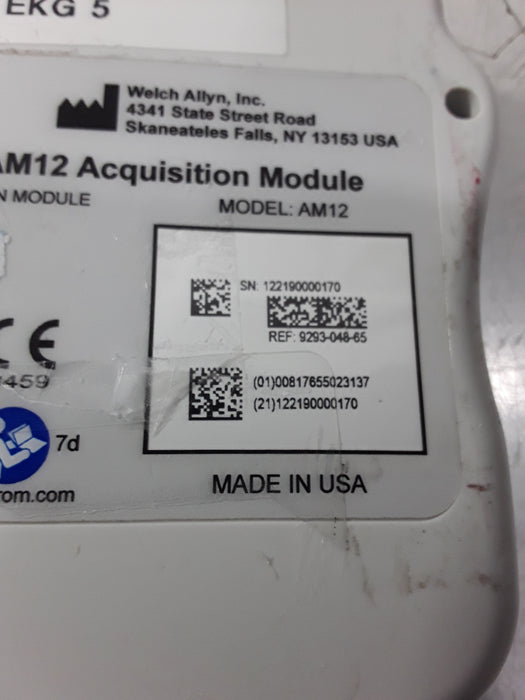 EKG 5
Welch Allyn, Inc.
4341 State Street Road
Skaneateles Falls, NY 13153 USA
AM12 Acquisition Module
N MODULE
MODEL: AM12
SN: 122190000170
REF: 9293-048-65
(01)00817655023137
(21)122190000170
CE
459
7d
rom.com
MADE IN USA